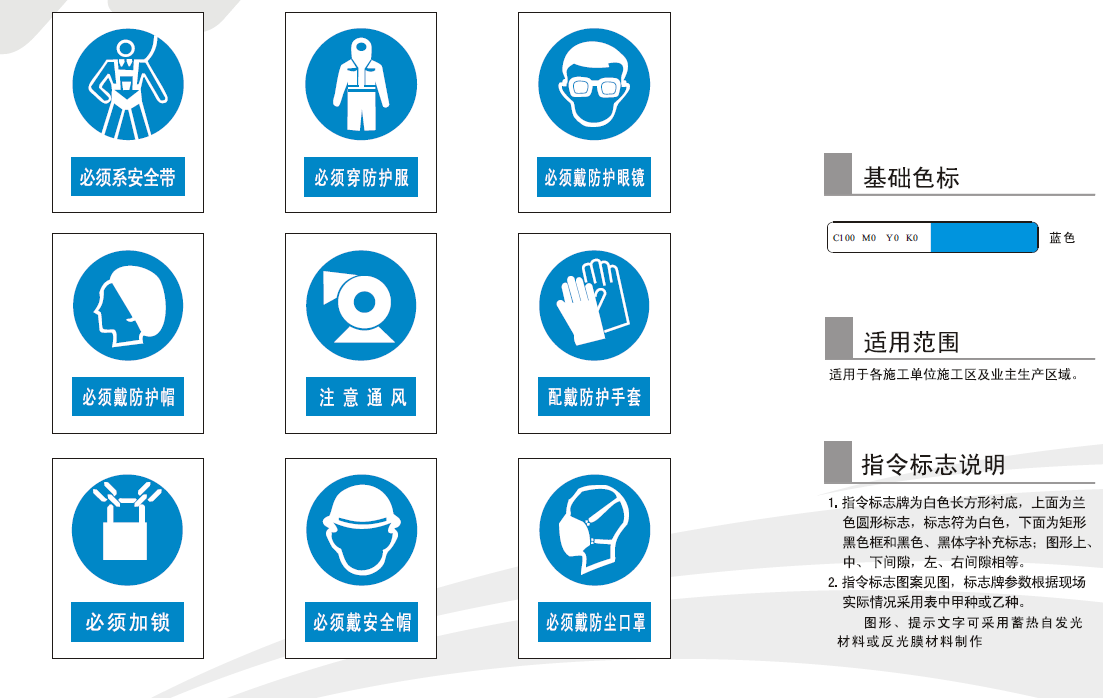 必须系安全带
必须穿防护服
必须戴防护眼镜
必须戴防护帽
注意通风
配戴防护手套
必须加锁
必须戴安全帽
必须戴防尘口罩
基础色标
C100 M0 Y0 K0 蓝色
适用范围
适用于各施工单位施工区及业主生产区域。
指令标志说明
1. 指令标志牌为白色长方形衬底，上面为兰
色圆形标志，标志符为白色，下面为矩形
黑色框和黑色、黑体字补充标志；图形上、
中、下间隙，左、右间隙相等。
2. 指令标志图案见图，标志牌参数根据现场
实际情况采用表中甲种或乙种。
图形、提示文字可采用蓄热自发光
材料或反光膜材料制作